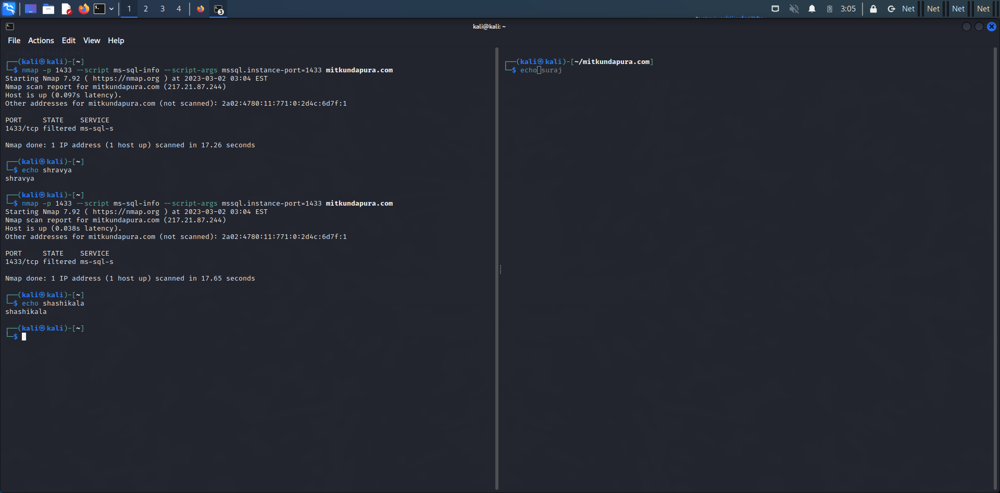 1 2 3 4 3 3:05 Net Net Net Net
kali@kali: ~
File Actions Edit View Help
┌──(kali㉿kali)-[~]
└─$ nmap -p 1433 --script ms-sql-info --script-args mssql.instance-port=1433 mitkundapura.com
Starting Nmap 7.92 ( https://nmap.org ) at 2023-03-02 03:04 EST
Nmap scan report for mitkundapura.com (217.21.87.244)
Host is up (0.097s latency).
Other addresses for mitkundapura.com (not scanned): 2a02:4780:11:771:0:2d4c:6d7f:1
PORT     STATE    SERVICE
1433/tcp filtered ms-sql-s
Nmap done: 1 IP address (1 host up) scanned in 17.26 seconds
┌──(kali㉿kali)-[~]
└─$ echo shravya
shravya
┌──(kali㉿kali)-[~]
└─$ nmap -p 1433 --script ms-sql-info --script-args mssql.instance-port=1433 mitkundapura.com
Starting Nmap 7.92 ( https://nmap.org ) at 2023-03-02 03:04 EST
Nmap scan report for mitkundapura.com (217.21.87.244)
Host is up (0.038s latency).
Other addresses for mitkundapura.com (not scanned): 2a02:4780:11:771:0:2d4c:6d7f:1
PORT     STATE    SERVICE
1433/tcp filtered ms-sql-s
Nmap done: 1 IP address (1 host up) scanned in 17.65 seconds
┌──(kali㉿kali)-[~]
└─$ echo shashikala
shashikala
┌──(kali㉿kali)-[~]
└─$
┌──(kali㉿kali)-[~/mitkundapura.com]
└─$ echo suraj